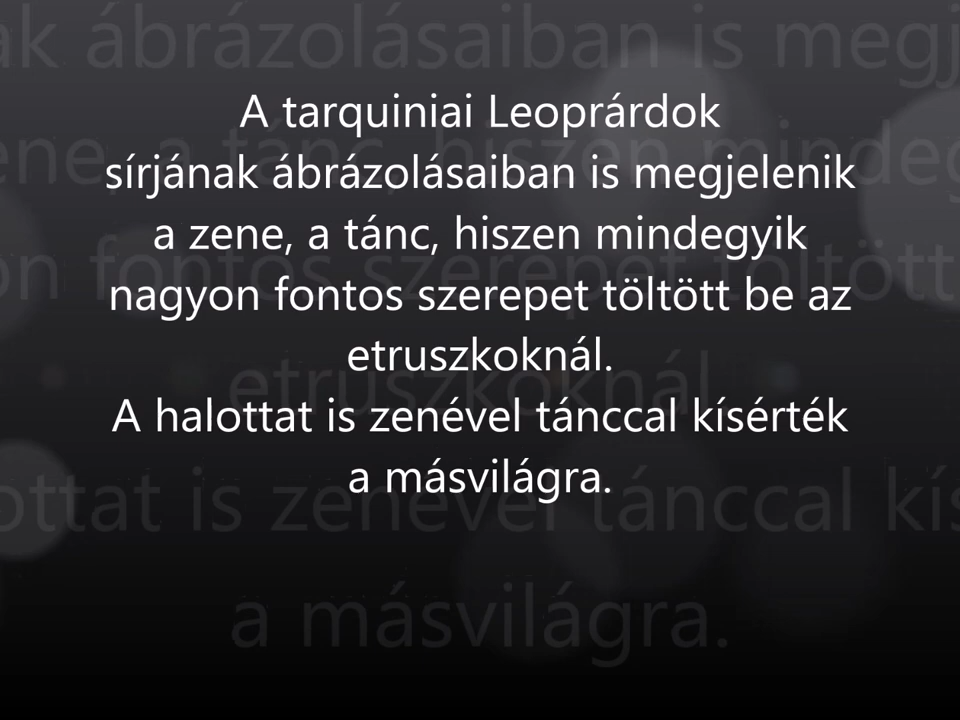 A tarquiniai Leoprárdok
sírjának ábrázolásaiban is megjelenik
a zene, a tánc, hiszen mindegyik
nagyon fontos szerepet töltött be az
etruszkoknál.
A halottat is zenével tánccal kísérték
a másvilágra.